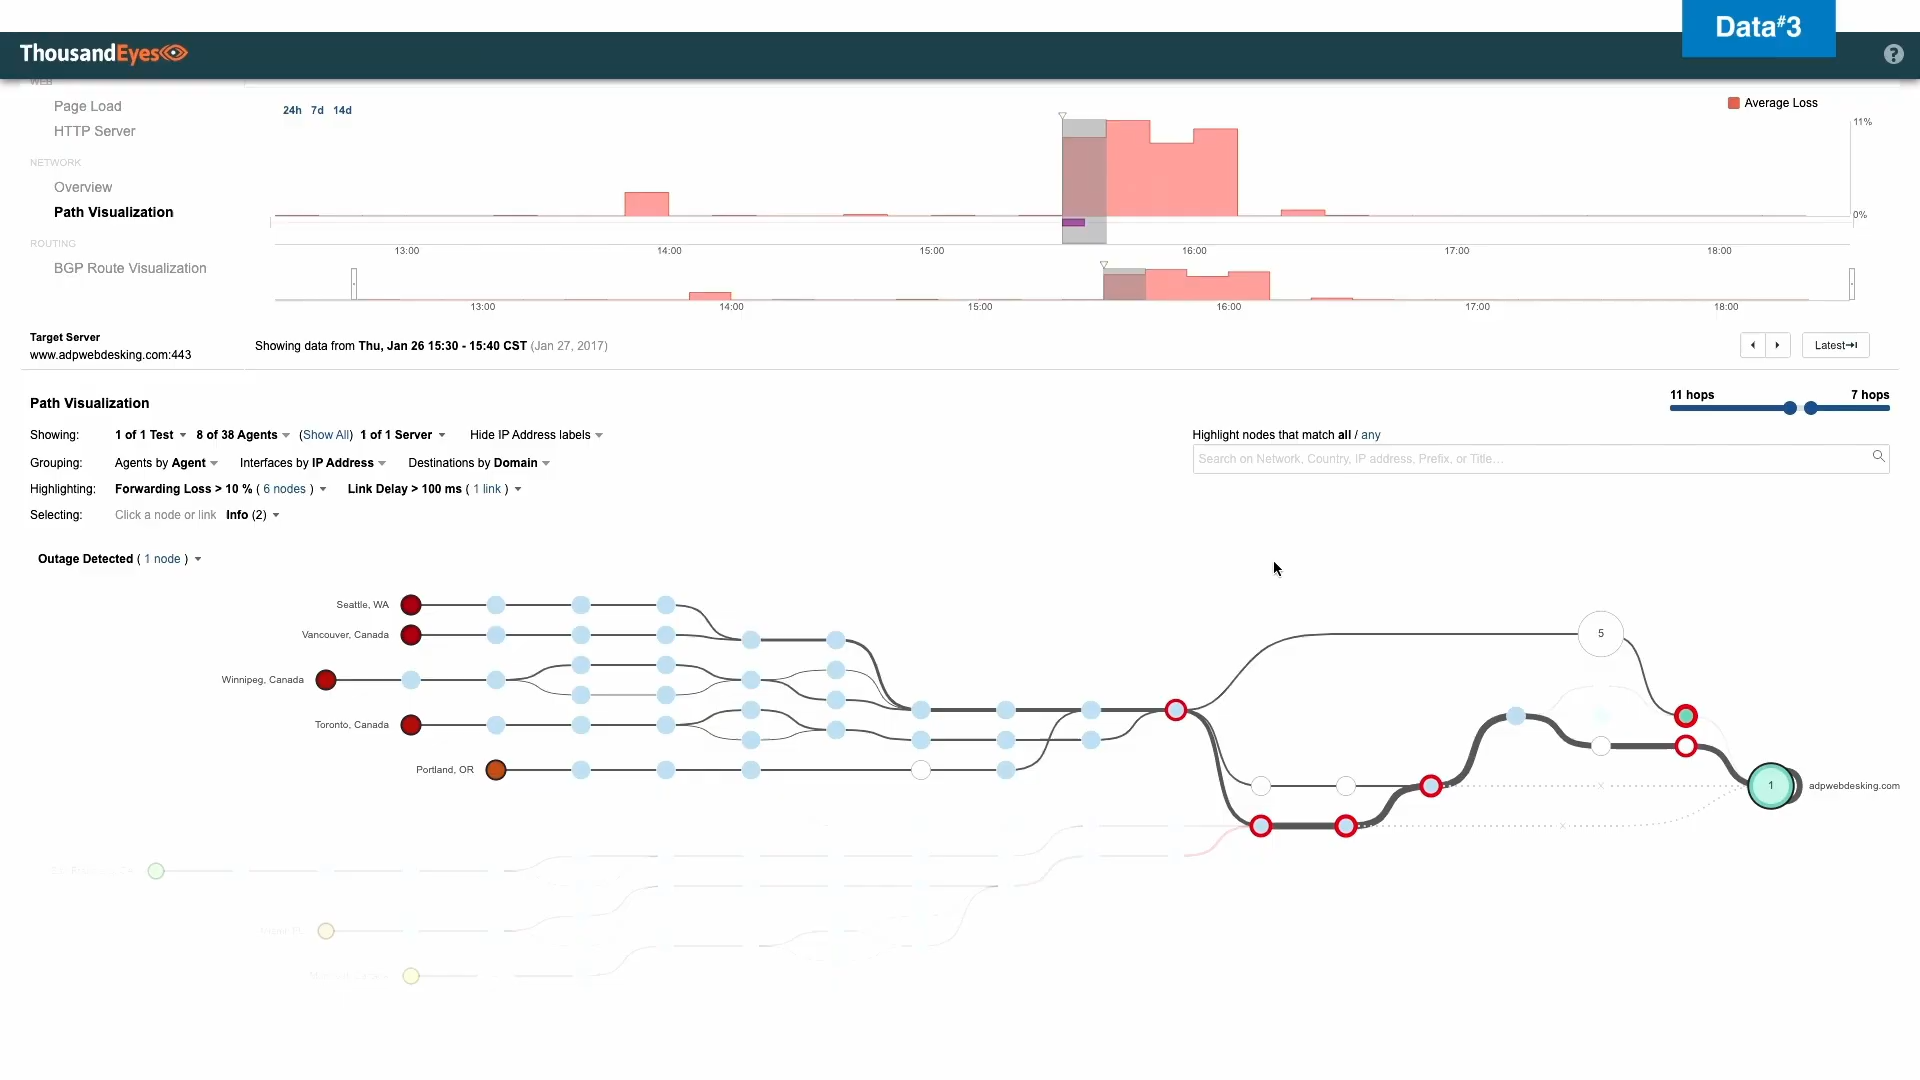 Data#3
ThousandEyes
?
WEB
Page Load
HTTP Server
NETWORK
Overview
Path Visualization
ROUTING
BGP Route Visualization
24h 7d 14d
Average Loss
11%
0%
13:00 14:00 15:00 16:00 17:00 18:00
13:00 14:00 15:00 16:00 17:00 18:00
Target Server
www.adpwebdesking.com:443
Showing data from Thu, Jan 26 15:30 - 15:40 CST (Jan 27, 2017)
Latest
Path Visualization
11 hops 7 hops
Showing: 1 of 1 Test 8 of 38 Agents (Show All) 1 of 1 Server Hide IP Address labels
Highlight nodes that match all / any
Grouping: Agents by Agent Interfaces by IP Address Destinations by Domain
Search on Network, Country, IP address, Prefix, or Title...
Highlighting: Forwarding Loss > 10 % ( 6 nodes ) Link Delay > 100 ms ( 1 link )
Selecting: Click a node or link Info (2)
Outage Detected ( 1 node )
Seattle, WA
Vancouver, Canada
Winnipeg, Canada
Toronto, Canada
Portland, OR
5
1
adpwebdesking.com